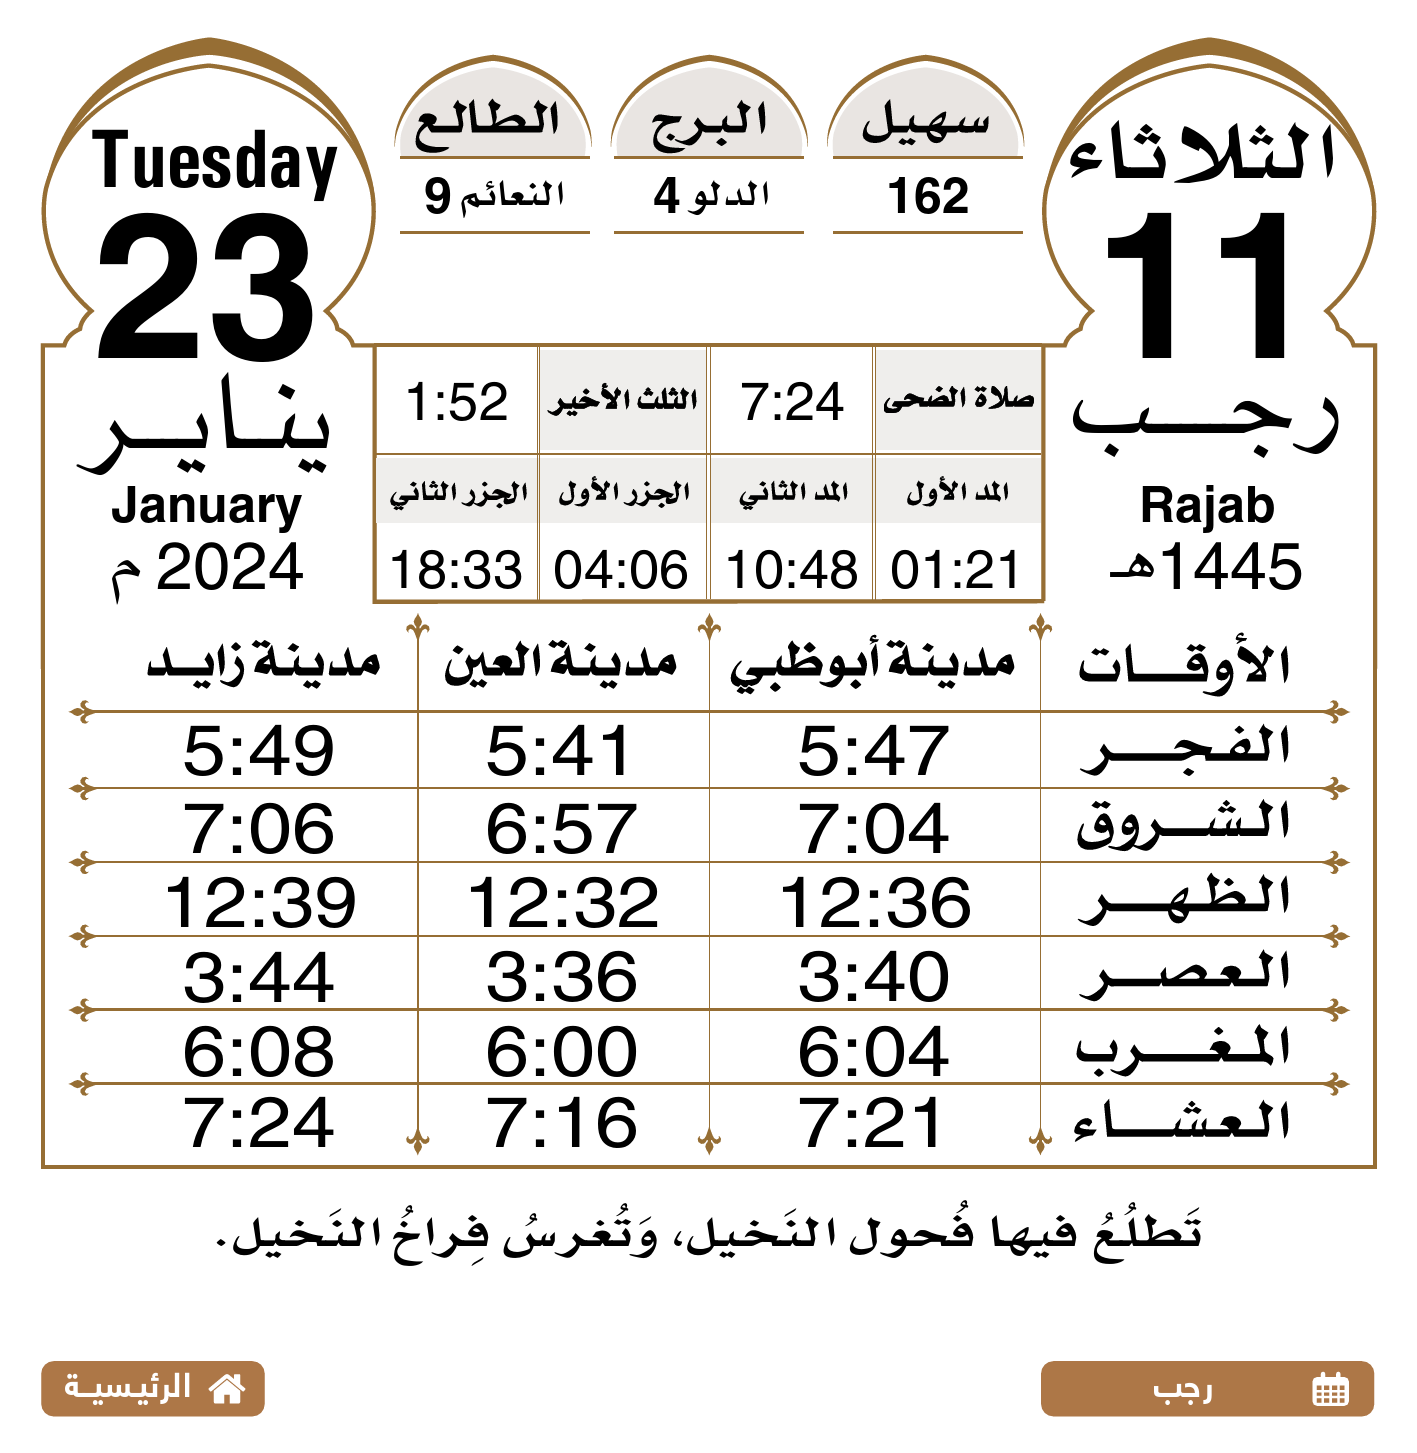 الثلاثاء
11
رجب
Rajab
1445هـ
سهيل
162
البرج
الدلو 4
الطالع
النعائم 9
Tuesday
23
يناير
January
2024 م
صلاة الضحى 7:24 الثلث الأخير 1:52
المد الأول المد الثاني الجزر الأول الجزر الثاني
01:21 10:48 04:06 18:33
الأوقات مدينة أبوظبي مدينة العين مدينة زايد
الفجر 5:47 5:41 5:49
الشروق 7:04 6:57 7:06
الظهر 12:36 12:32 12:39
العصر 3:40 3:36 3:44
المغرب 6:04 6:00 6:08
العشاء 7:21 7:16 7:24
تَطلُعُ فيها فُحول النَخيل، وَتُغرسُ فِراخُ النَخيل.
رجب
الرئيسية